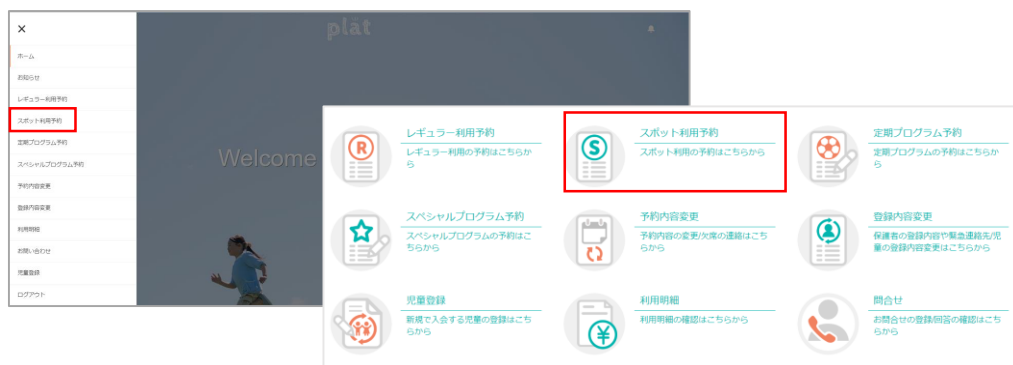 ×
plát
ホーム
お知らせ
レギュラー利用予約
スポット利用予約
定期プログラム予約
スペシャルプログラム予約
予約内容変更
登録内容変更
利用明細
お問い合わせ
児童登録
ログアウト
Welcome
R
レギュラー利用予約
レギュラー利用の予約はこちらか
ら
S
スポット利用予約
スポット利用の予約はこちらから
定期プログラム予約
定期プログラムの予約はこちらか
ら
スペシャルプログラム予約
スペシャルプログラムの予約はこ
ちらから
予約内容変更
予約内容の変更/欠席の連絡はこち
らから
登録内容変更
保護者の登録内容や緊急連絡先/児
童の登録内容変更はこちらから
児童登録
新規で入会する児童の登録はこち
らから
¥
利用明細
利用明細の確認はこちらから
問合せ
お問合せの登録/回答の確認はこち
らから